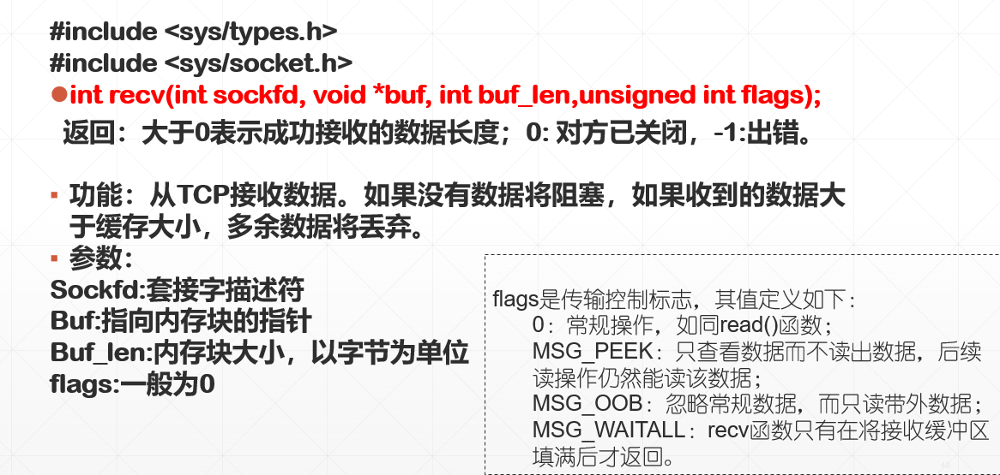 #include <sys/types.h>
#include <sys/socket.h>
●int recv(int sockfd, void *buf, int buf_len,unsigned int flags);
返回：大于0表示成功接收的数据长度；0: 对方已关闭，-1:出错。
▪ 功能：从TCP接收数据。如果没有数据将阻塞，如果收到的数据大
于缓存大小，多余数据将丢弃。
▪ 参数：
Sockfd:套接字描述符
Buf:指向内存块的指针
Buf_len:内存块大小，以字节为单位
flags:一般为0
flags是传输控制标志，其值定义如下：
0：常规操作，如同read()函数；
MSG_PEEK：只查看数据而不读出数据，后续
读操作仍然能读该数据；
MSG_OOB：忽略常规数据，而只读带外数据；
MSG_WAITALL：recv函数只有在将接收缓冲区
填满后才返回。